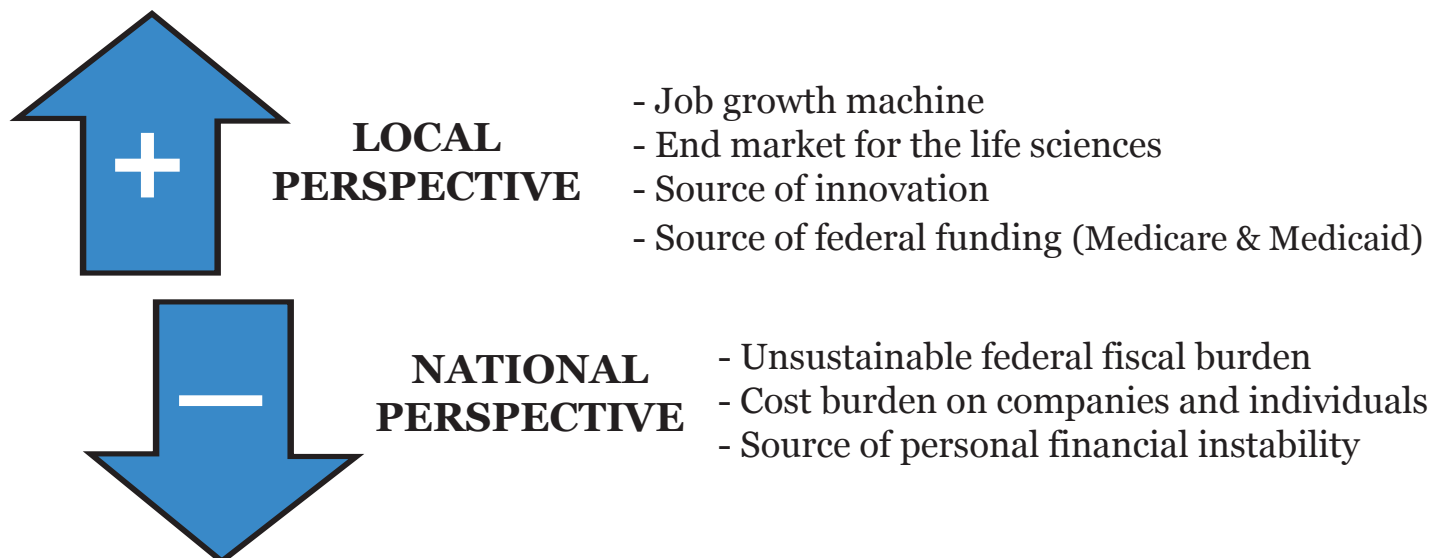 +
LOCAL
PERSPECTIVE
- Job growth machine
- End market for the life sciences
- Source of innovation
- Source of federal funding (Medicare & Medicaid)
—
NATIONAL
PERSPECTIVE
- Unsustainable federal fiscal burden
- Cost burden on companies and individuals
- Source of personal financial instability